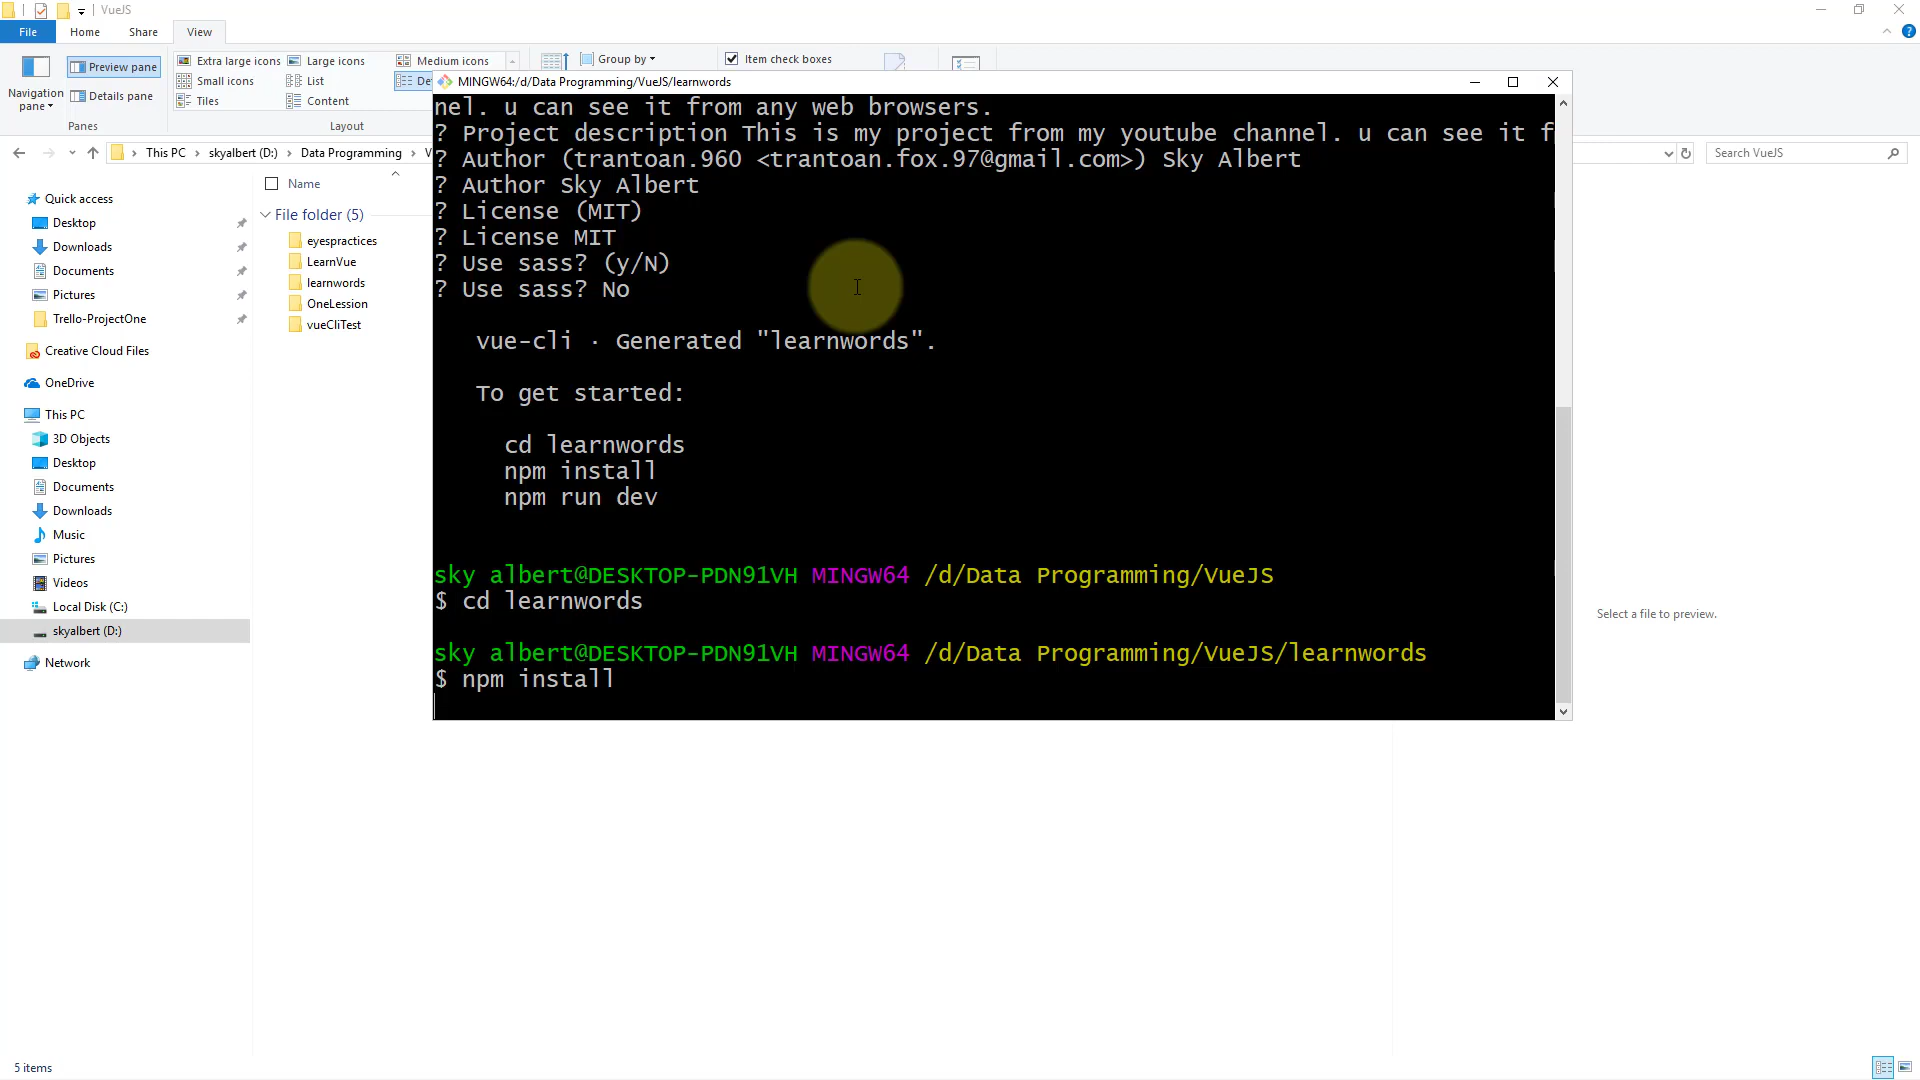 VueJS
File
Home
Share
View
Navigation pane
Preview pane
Details pane
Panes
Extra large icons
Large icons
Medium icons
Small icons
List
De
Tiles
Content
Layout
Group by
Item check boxes
This PC
skyalbert (D:)
Data Programming
V
Search VueJS
Quick access
Desktop
Downloads
Documents
Pictures
Trello-ProjectOne
Creative Cloud Files
OneDrive
This PC
3D Objects
Desktop
Documents
Downloads
Music
Pictures
Videos
Local Disk (C:)
skyalbert (D:)
Network
Name
File folder (5)
eyespractices
LearnVue
learnwords
OneLession
vueCliTest
MINGW64:/d/Data Programming/VueJS/learnwords
nel. u can see it from any web browsers.
? Project description This is my project from my youtube channel. u can see it f
? Author (trantoan.960 <trantoan.fox.97@gmail.com>) Sky Albert
? Author Sky Albert
? License (MIT)
? License MIT
? Use sass? (y/N)
? Use sass? No
vue-cli · Generated "learnwords".
To get started:
cd learnwords
npm install
npm run dev
sky albert@DESKTOP-PDN91VH MINGW64 /d/Data Programming/VueJS
$ cd learnwords
sky albert@DESKTOP-PDN91VH MINGW64 /d/Data Programming/VueJS/learnwords
$ npm install
Select a file to preview.
5 items